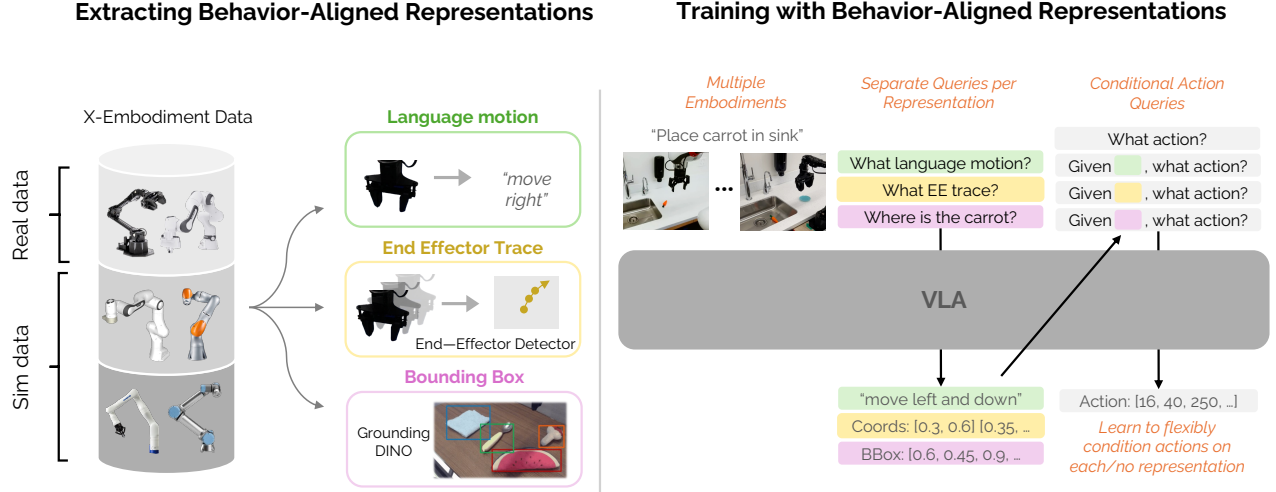 Extracting Behavior-Aligned Representations
X-Embodiment Data
Real data
Sim data
Language motion
"move
right"
End Effector Trace
End—Effector Detector
Bounding Box
Grounding
DINO
Training with Behavior-Aligned Representations
Multiple
Embodiments
Separate Queries per
Representation
Conditional Action
Queries
"Place carrot in sink"
...
What language motion?
What EE trace?
Where is the carrot?
What action?
Given , what action?
Given , what action?
Given , what action?
VLA
"move left and down"
Coords: [0.3, 0.6] [0.35, ...
BBox: [0.6, 0.45, 0.9, ...
Action: [16, 40, 250, ...]
Learn to flexibly
condition actions on
each/no representation